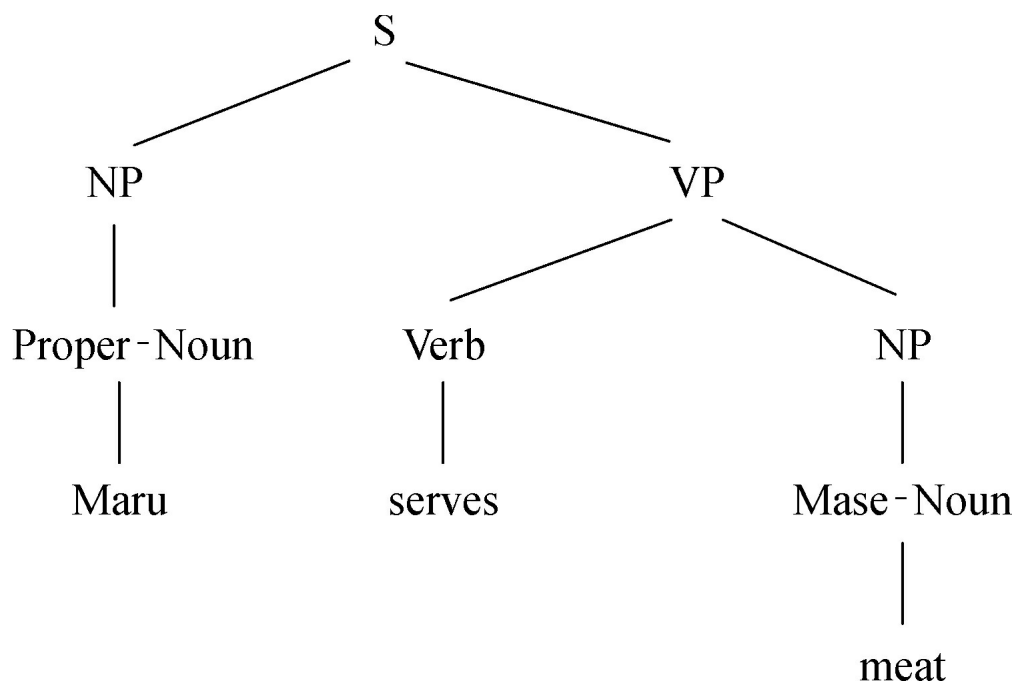 S
NP VP
Proper-Noun Verb NP
Maru serves Mase-Noun
meat